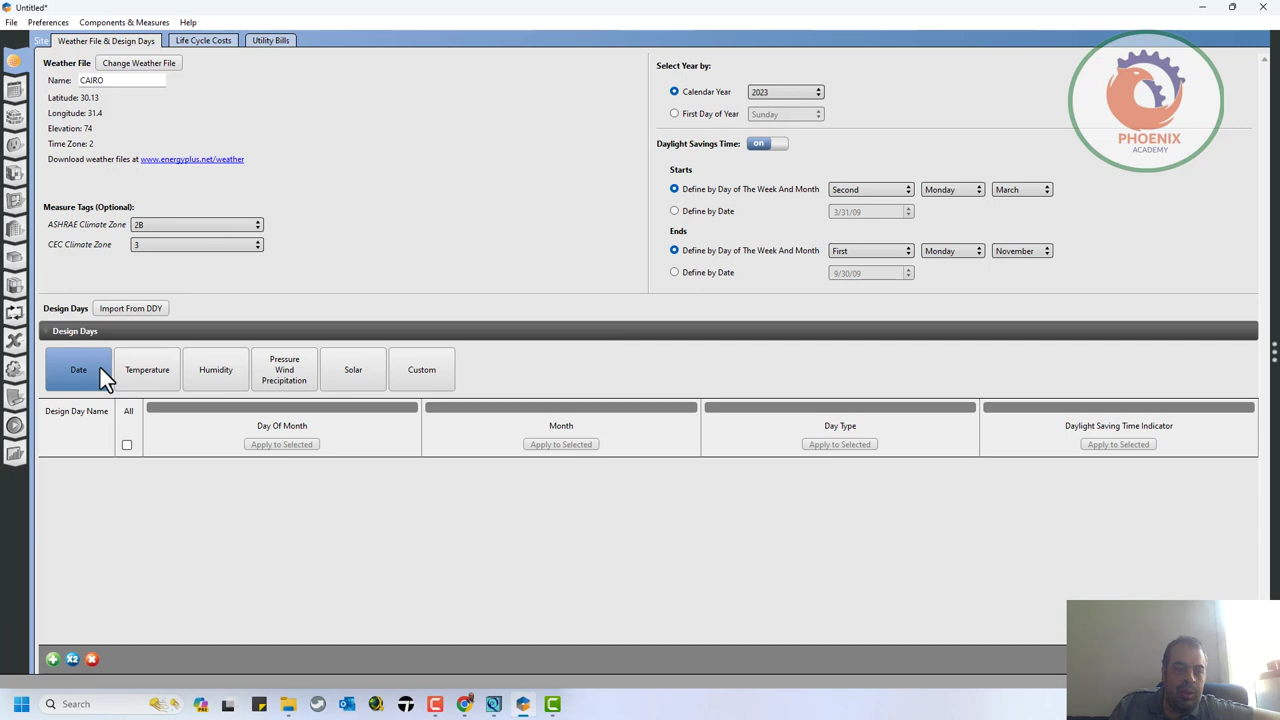 Untitled*
File Preferences Components & Measures Help
Site Weather File & Design Days Life Cycle Costs Utility Bills
Weather File Change Weather File
Name: CAIRO
Latitude: 30.13
Longitude: 31.4
Elevation: 74
Time Zone: 2
Download weather files at www.energyplus.net/weather
Measure Tags (Optional):
ASHRAE Climate Zone 2B
CEC Climate Zone 3
Select Year by:
Calendar Year 2023
First Day of Year Sunday
Daylight Savings Time: on
Starts
Define by Day of The Week And Month Second Monday March
Define by Date 3/31/09
Ends
Define by Day of The Week And Month First Monday November
Define by Date 9/30/09
PHOENIX
ACADEMY
Design Days Import From DDY
Design Days
Date Temperature Humidity Pressure Wind Precipitation Solar Custom
Design Day Name All Day Of Month Month Day Type Daylight Saving Time Indicator
Apply to Selected Apply to Selected Apply to Selected Apply to Selected
X2
Search